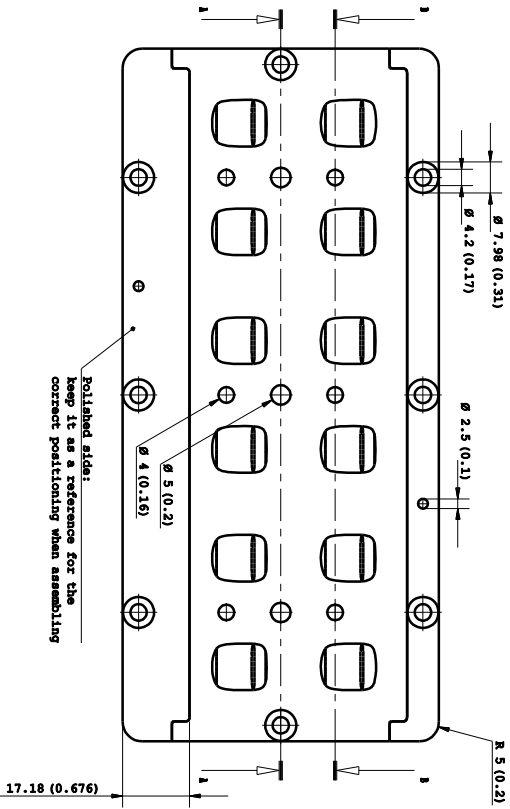 A
B
Ø 7.98 (0.31)
Ø 4.2 (0.17)
Ø 2.5 (0.1)
Ø 5 (0.2)
Ø 4 (0.16)
Polished side:
keep it as a reference for the
correct positioning when assembling
R 5 (0.2)
17.18 (0.676)
A
B